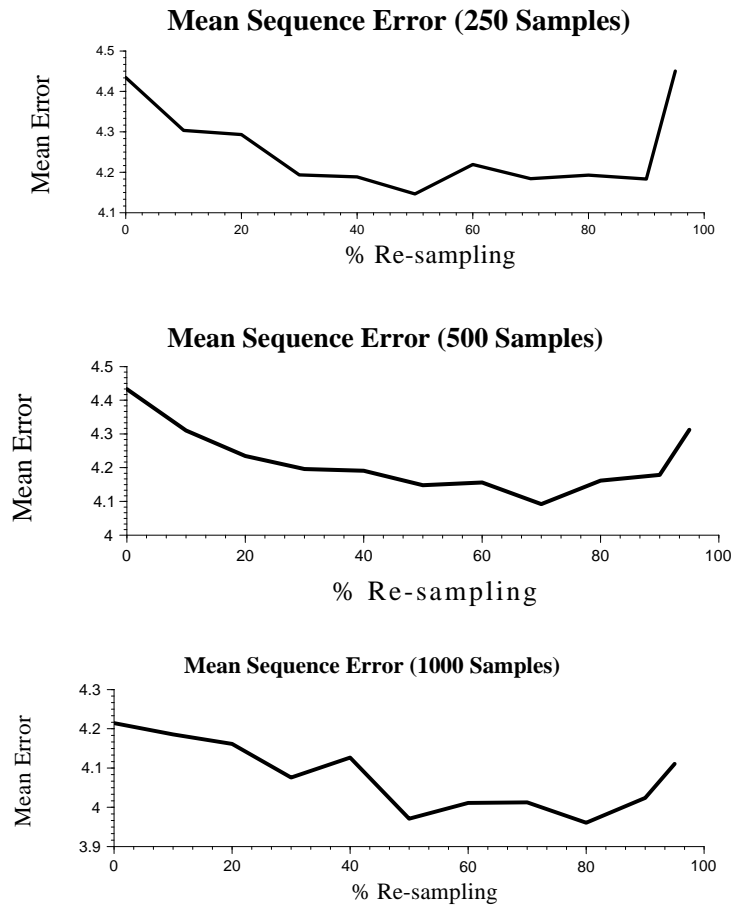 Mean Sequence Error (250 Samples)
4.5
4.4
4.3
4.2
4.1
Mean Error
0 20 40 60 80 100
% Re-sampling
Mean Sequence Error (500 Samples)
4.5
4.4
4.3
4.2
4.1
4
Mean Error
0 20 40 60 80 100
% Re-sampling
Mean Sequence Error (1000 Samples)
4.3
4.2
4.1
4
3.9
Mean Error
0 20 40 60 80 100
% Re-sampling